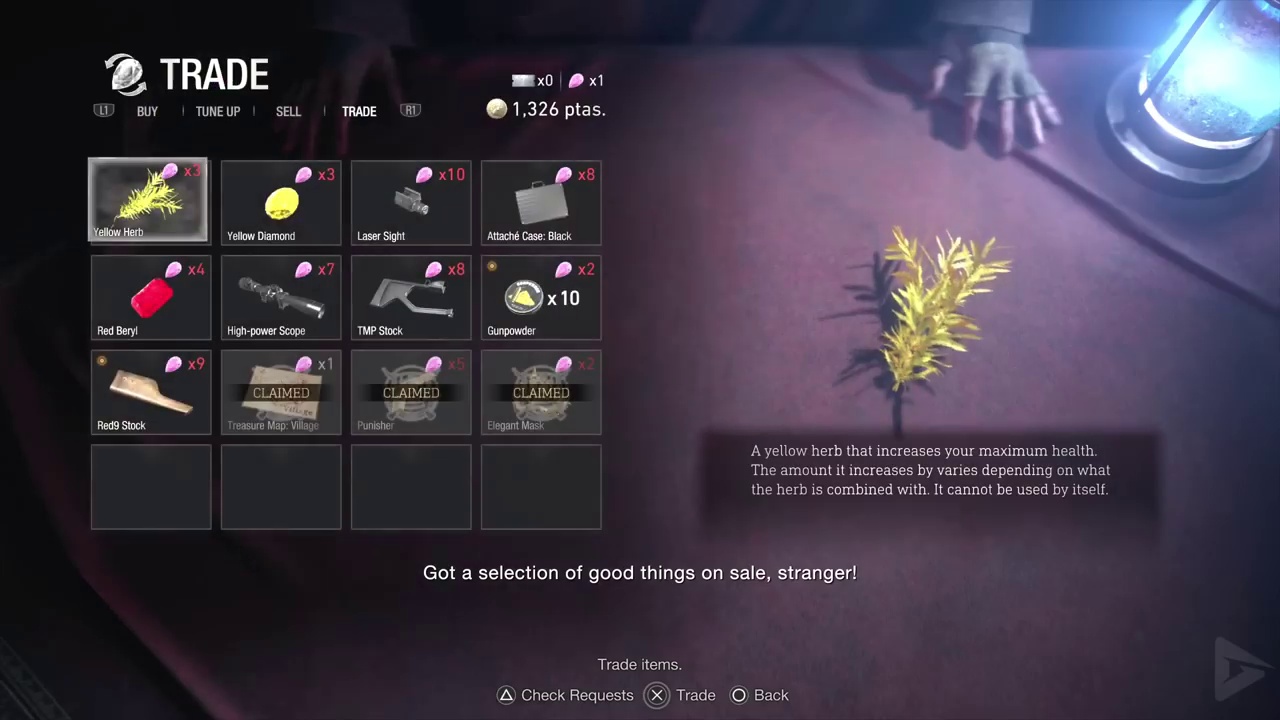 TRADE
x0 | x1
L1 BUY TUNE UP SELL TRADE R1
1,326 ptas.
x3 x3 x10 x8
Yellow Herb Yellow Diamond Laser Sight Attaché Case: Black
x4 x7 x8 x2
x 10
Red Beryl High-power Scope TMP Stock Gunpowder
x9 x1 x5 x2
CLAIMED CLAIMED CLAIMED
Village
Red9 Stock Treasure Map: Village Punisher Elegant Mask
A yellow herb that increases your maximum health.
The amount it increases by varies depending on what
the herb is combined with. It cannot be used by itself.
Got a selection of good things on sale, stranger!
Trade items.
Check Requests Trade Back